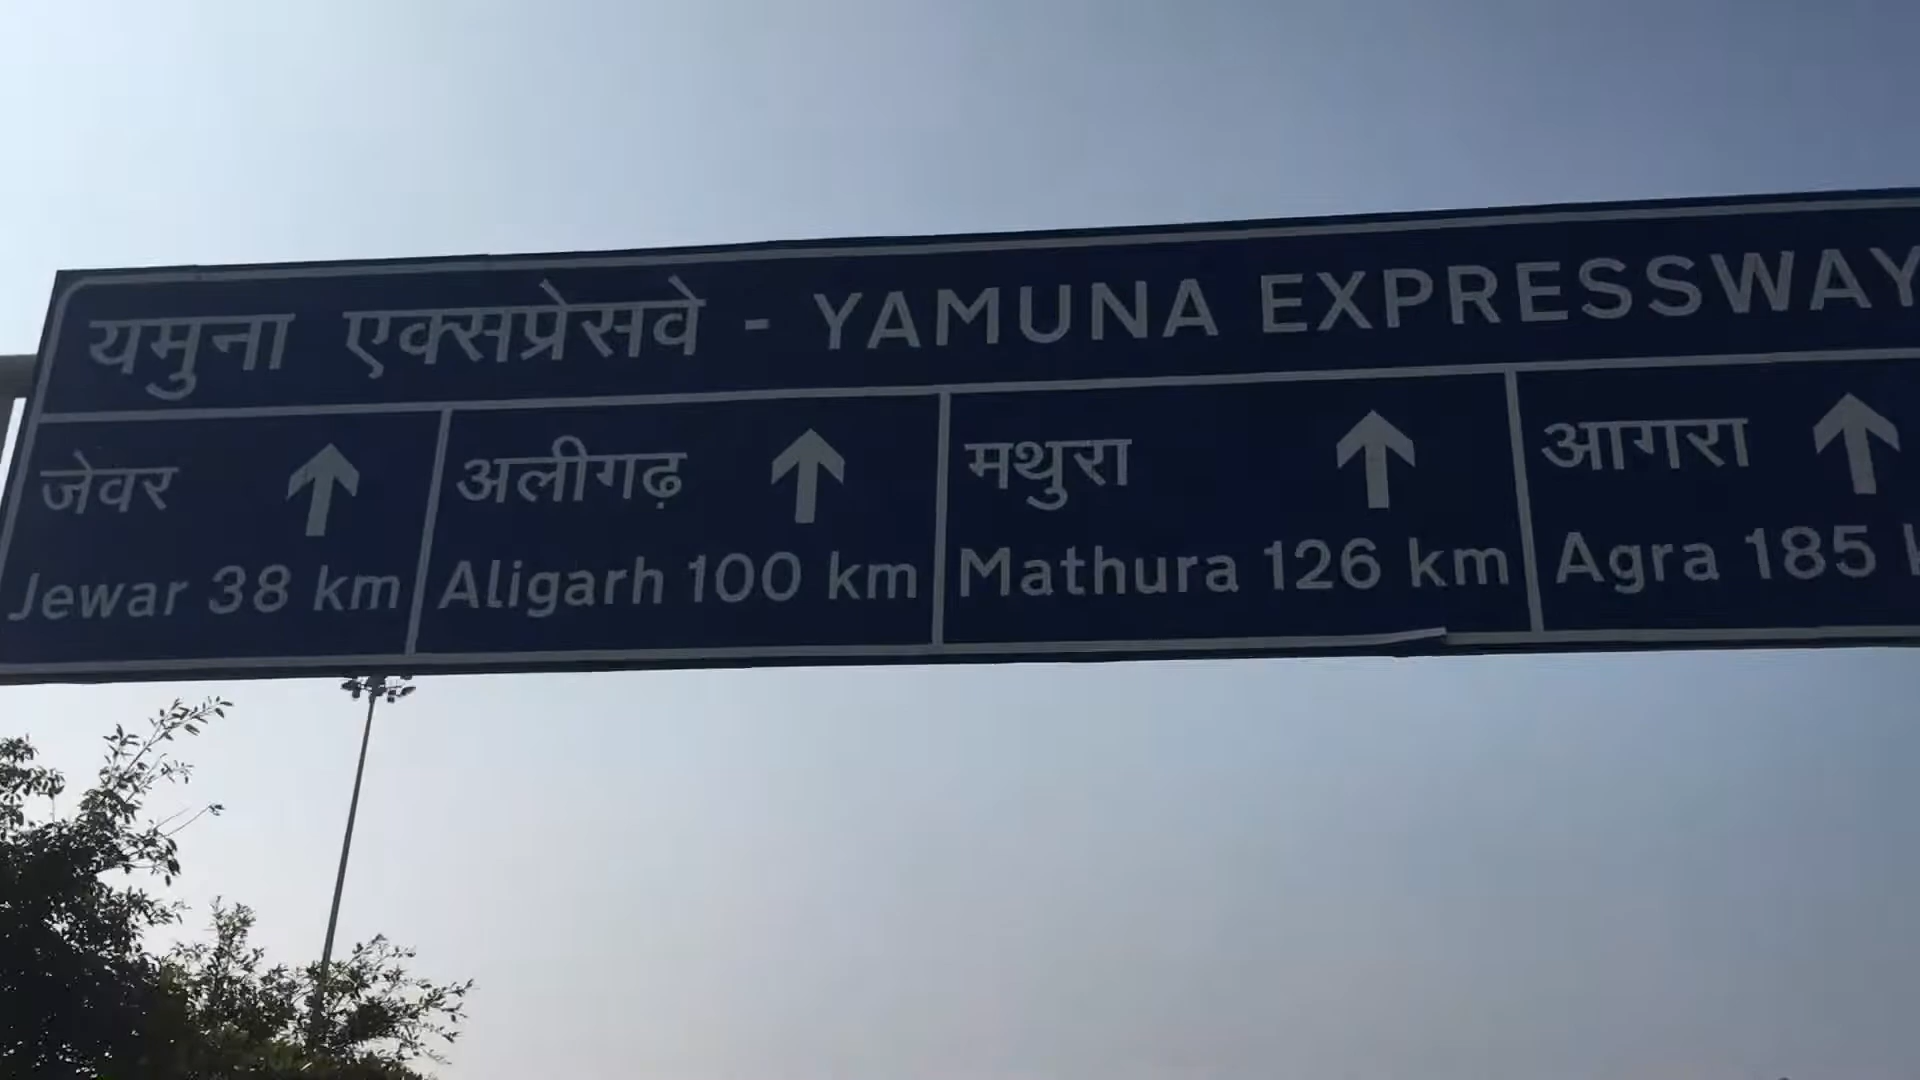 यमुना एक्सप्रेसवे - YAMUNA EXPRESSWAY
जेवर
Jewar 38 km
अलीगढ़
Aligarh 100 km
मथुरा
Mathura 126 km
आगरा
Agra 185